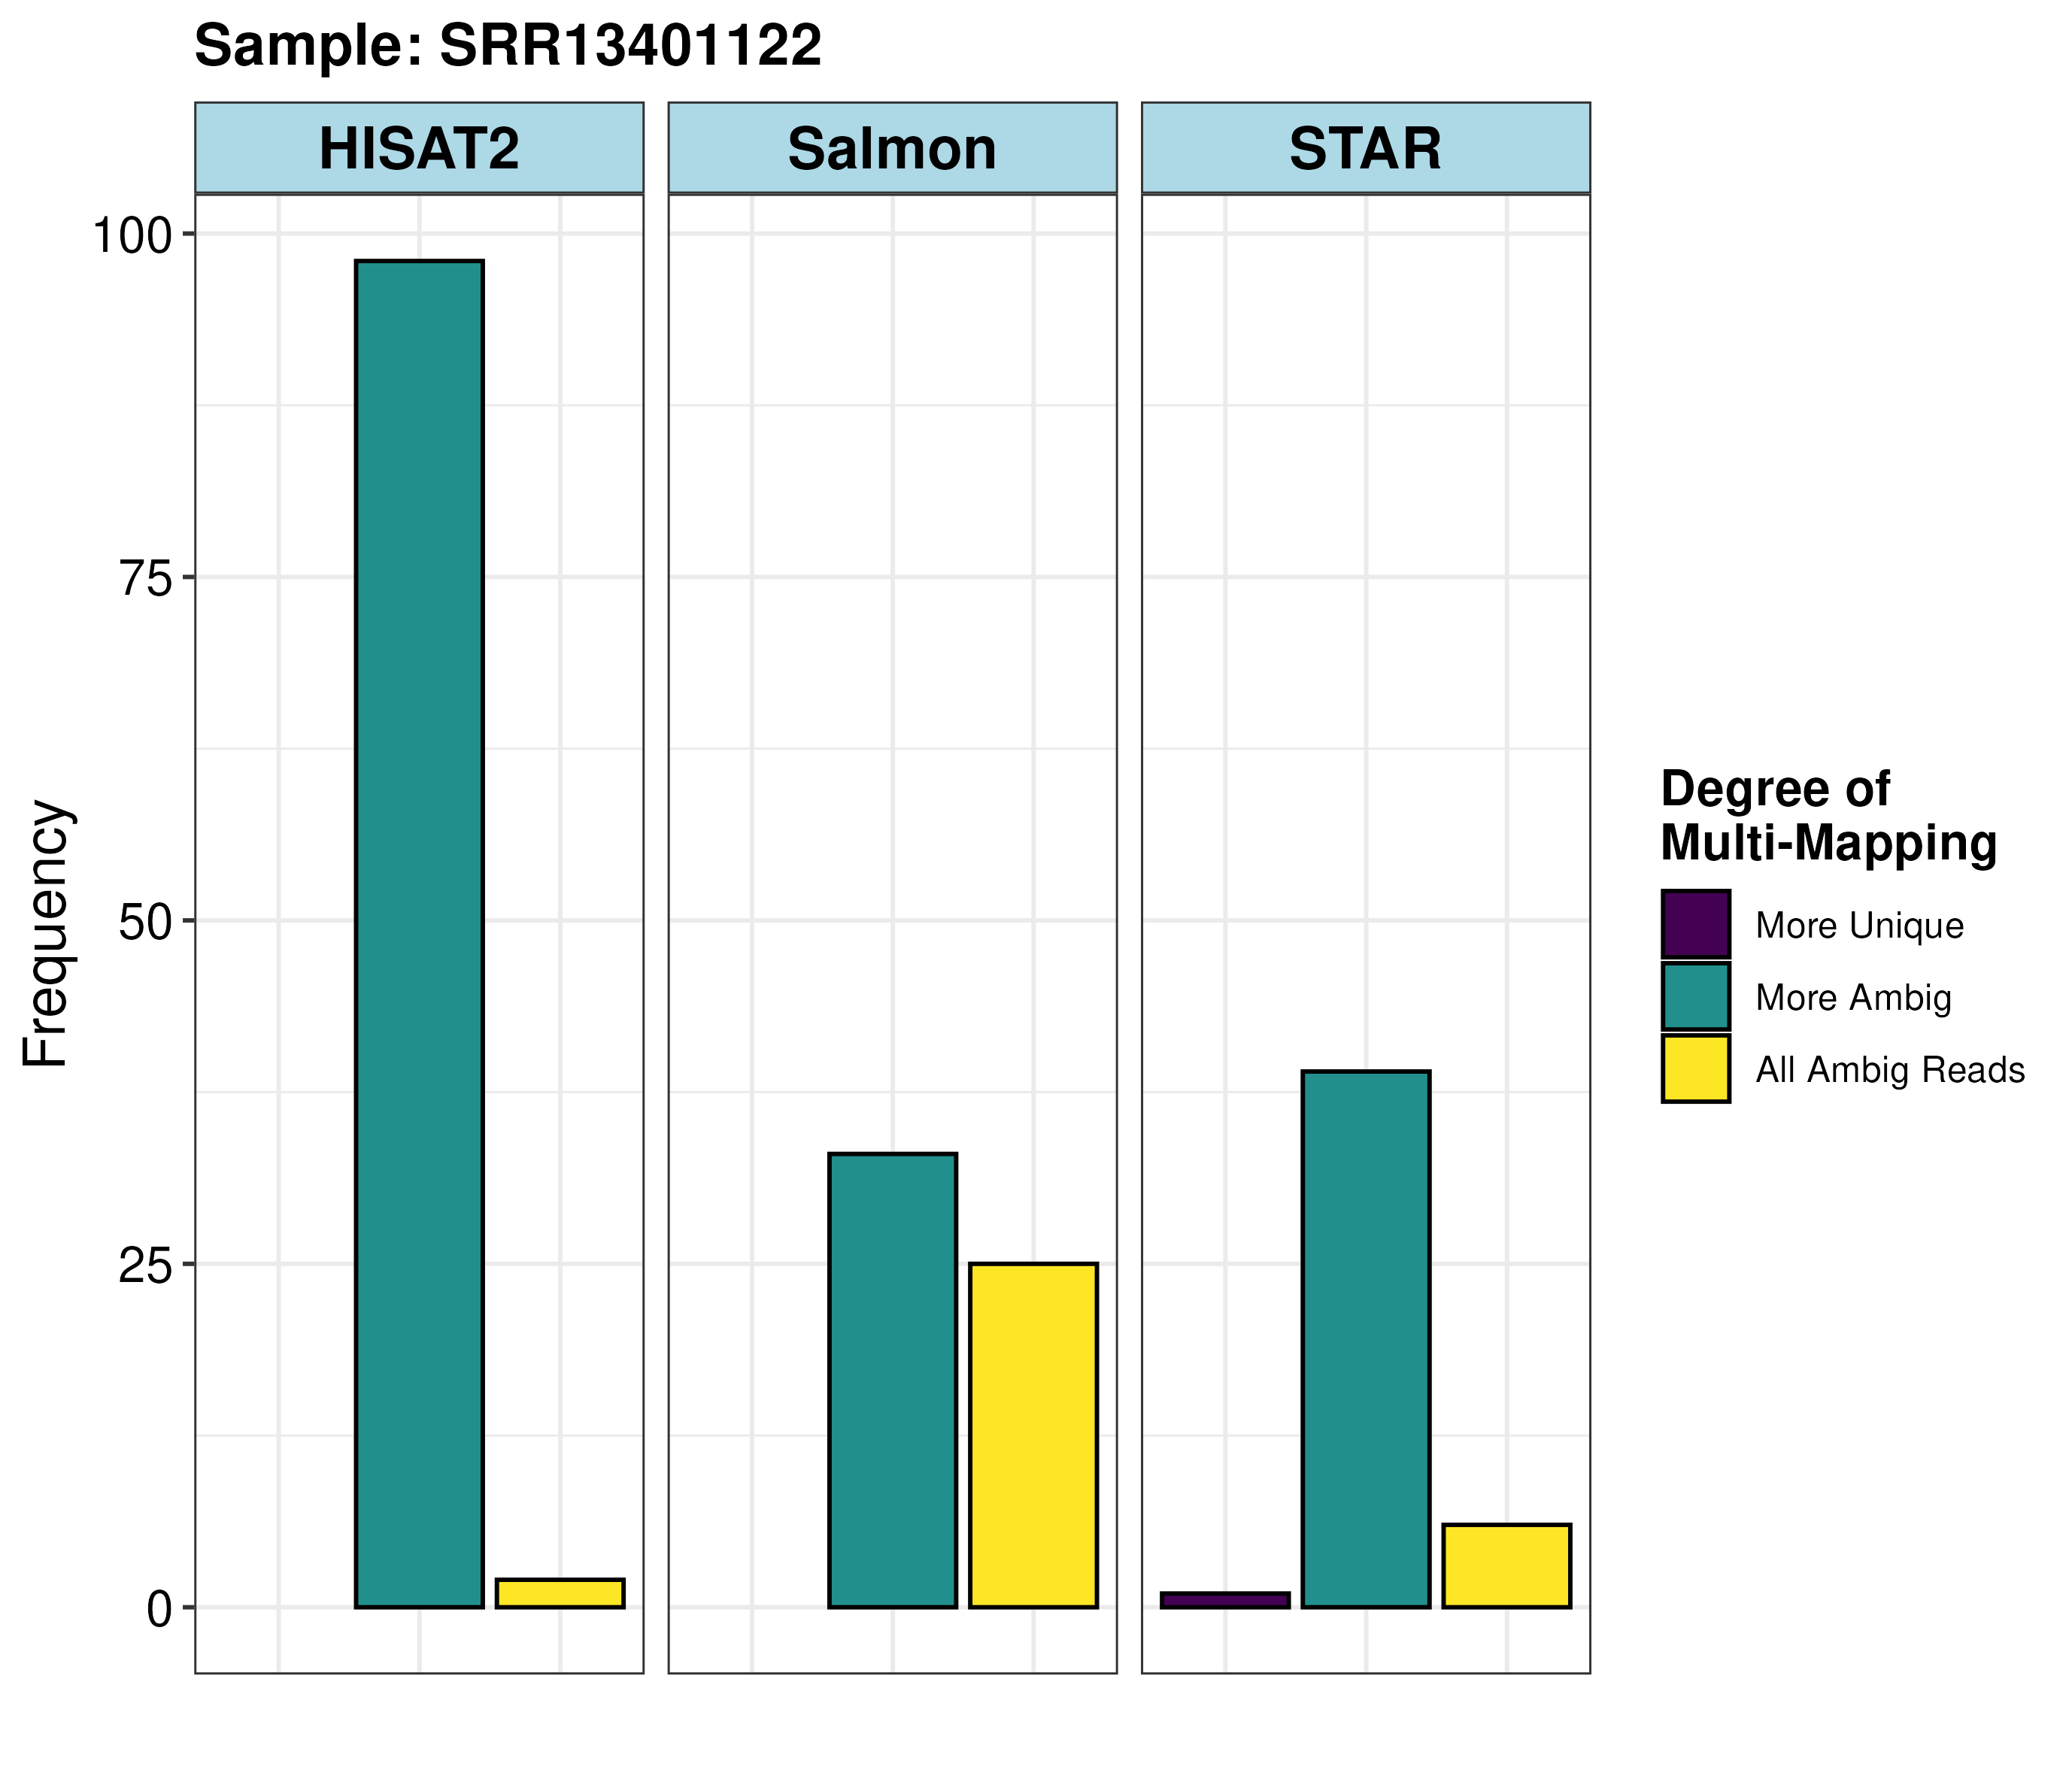 Sample: SRR13401122
HISAT2
Salmon
STAR
100
75
50
25
0
Frequency
Degree of
Multi-Mapping
More Unique
More Ambig
All Ambig Reads